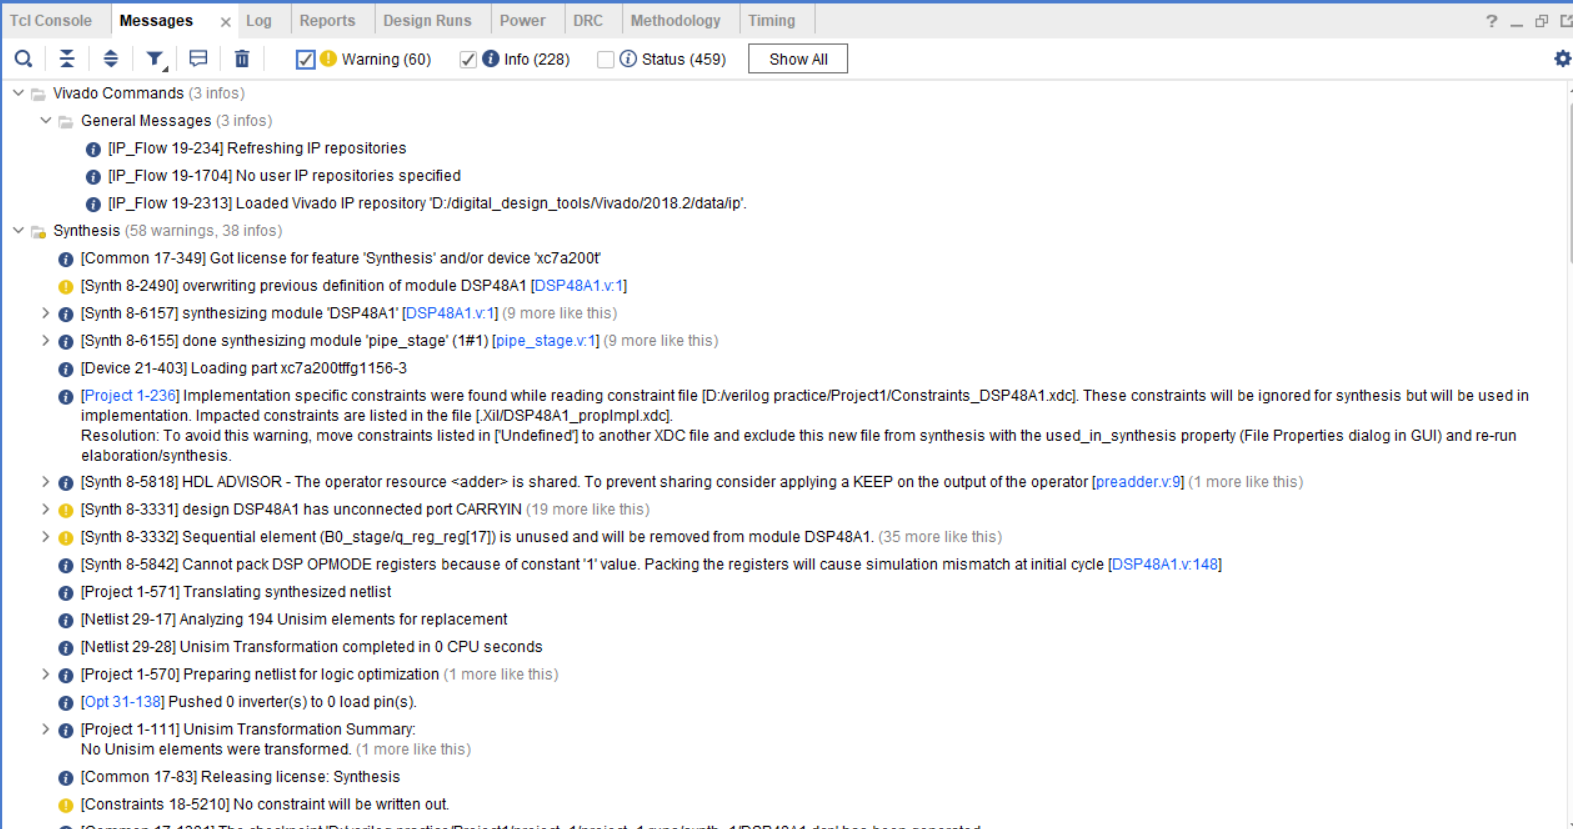 Tcl Console Messages × Log Reports Design Runs Power DRC Methodology Timing ? _
Warning (60) Info (228) Status (459) Show All
Vivado Commands (3 infos)
General Messages (3 infos)
[IP_Flow 19-234] Refreshing IP repositories
[IP_Flow 19-1704] No user IP repositories specified
[IP_Flow 19-2313] Loaded Vivado IP repository 'D:/digital_design_tools/Vivado/2018.2/data/ip'.
Synthesis (58 warnings, 38 infos)
[Common 17-349] Got license for feature 'Synthesis' and/or device 'xc7a200t'
[Synth 8-2490] overwriting previous definition of module DSP48A1 [DSP48A1.v:1]
[Synth 8-6157] synthesizing module 'DSP48A1' [DSP48A1.v:1] (9 more like this)
[Synth 8-6155] done synthesizing module 'pipe_stage' (1#1) [pipe_stage.v:1] (9 more like this)
[Device 21-403] Loading part xc7a200tffg1156-3
[Project 1-236] Implementation specific constraints were found while reading constraint file [D:/verilog practice/Project1/Constraints_DSP48A1.xdc]. These constraints will be ignored for synthesis but will be used in
implementation. Impacted constraints are listed in the file [.Xil/DSP48A1_propImpl.xdc].
Resolution: To avoid this warning, move constraints listed in ['Undefined'] to another XDC file and exclude this new file from synthesis with the used_in_synthesis property (File Properties dialog in GUI) and re-run
elaboration/synthesis.
[Synth 8-5818] HDL ADVISOR - The operator resource <adder> is shared. To prevent sharing consider applying a KEEP on the output of the operator [preadder.v:9] (1 more like this)
[Synth 8-3331] design DSP48A1 has unconnected port CARRYIN (19 more like this)
[Synth 8-3332] Sequential element (B0_stage/q_reg_reg[17]) is unused and will be removed from module DSP48A1. (35 more like this)
[Synth 8-5842] Cannot pack DSP OPMODE registers because of constant '1' value. Packing the registers will cause simulation mismatch at initial cycle [DSP48A1.v:148]
[Project 1-571] Translating synthesized netlist
[Netlist 29-17] Analyzing 194 Unisim elements for replacement
[Netlist 29-28] Unisim Transformation completed in 0 CPU seconds
[Project 1-570] Preparing netlist for logic optimization (1 more like this)
[Opt 31-138] Pushed 0 inverter(s) to 0 load pin(s).
[Project 1-111] Unisim Transformation Summary:
No Unisim elements were transformed. (1 more like this)
[Common 17-83] Releasing license: Synthesis
[Constraints 18-5210] No constraint will be written out.